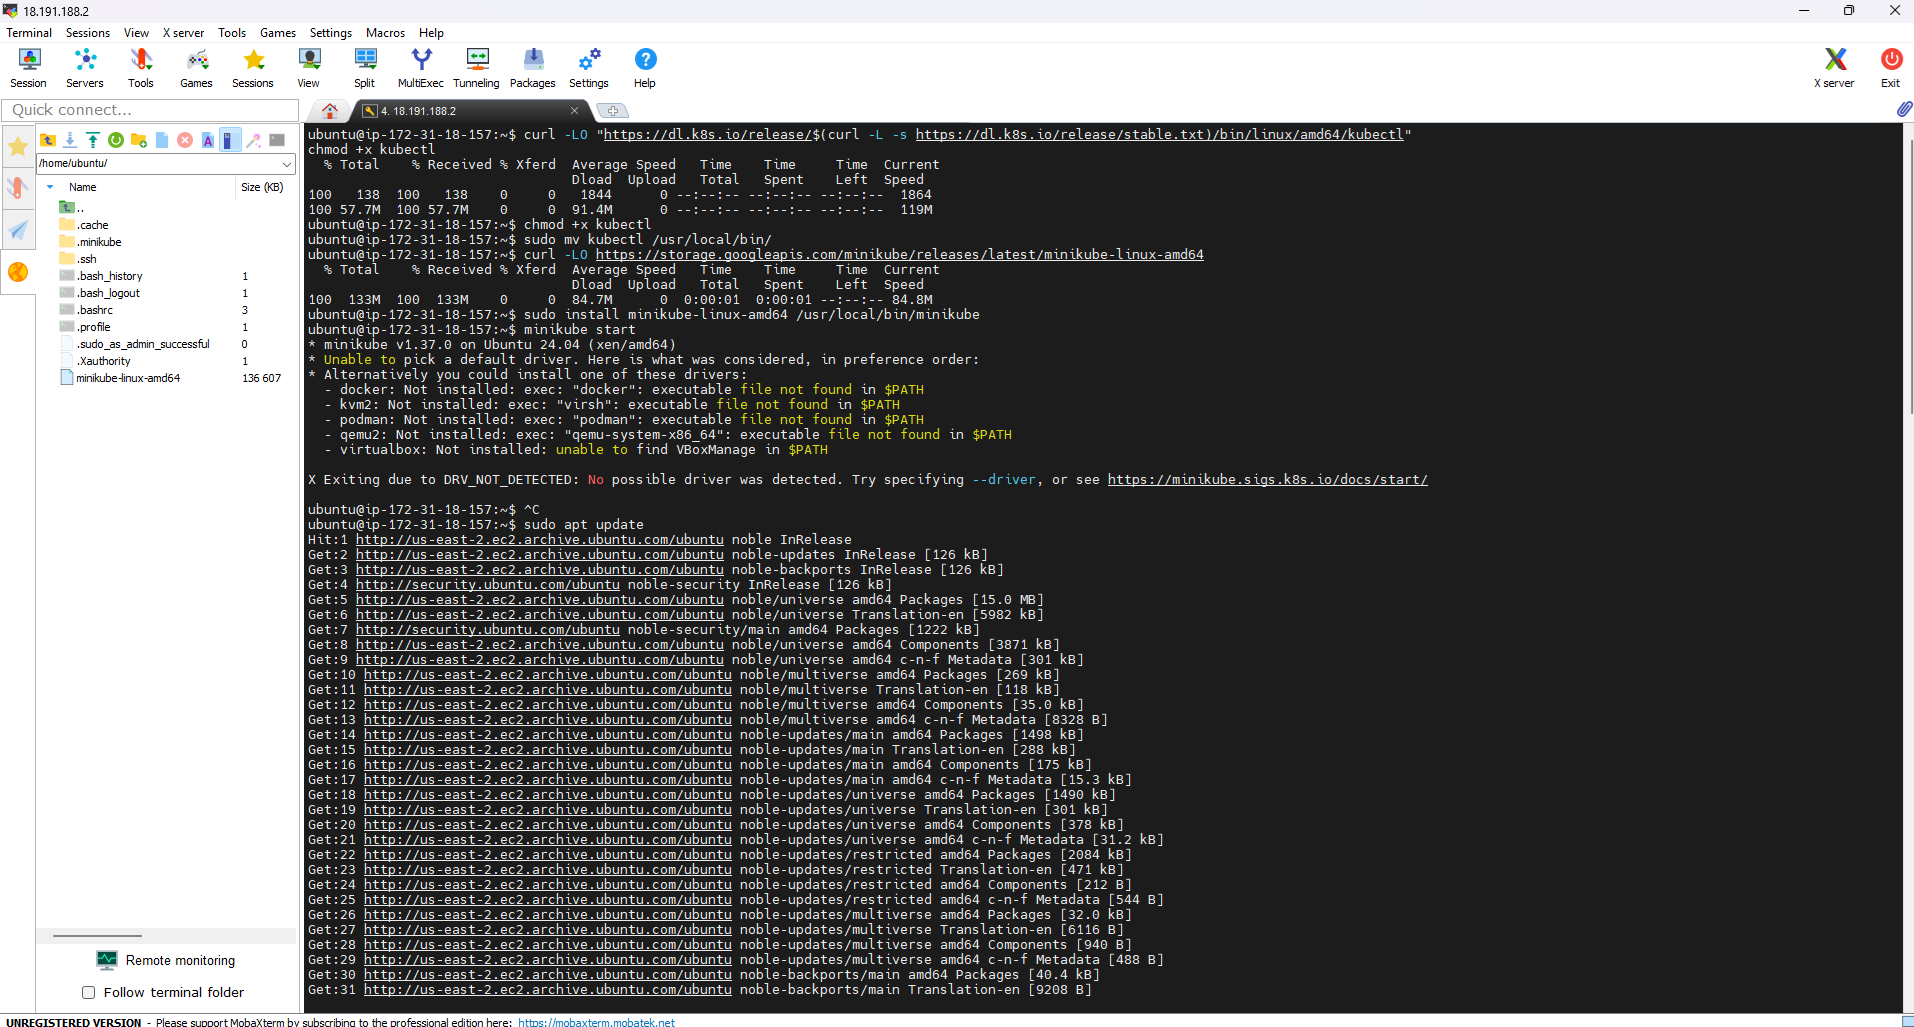 18.191.188.2
Terminal Sessions View X server Tools Games Settings Macros Help
Session Servers Tools Games Sessions View Split MultiExec Tunneling Packages Settings Help X server Exit
Quick connect...
4. 18.191.188.2
/home/ubuntu/
Name Size (KB)
..
.cache
.minikube
.ssh
.bash_history 1
.bash_logout 1
.bashrc 3
.profile 1
.sudo_as_admin_successful 0
.Xauthority 1
minikube-linux-amd64 136 607
Remote monitoring
Follow terminal folder
ubuntu@ip-172-31-18-157:~$ curl -LO "https://dl.k8s.io/release/$(curl -L -s https://dl.k8s.io/release/stable.txt)/bin/linux/amd64/kubectl"
chmod +x kubectl
% Total % Received % Xferd Average Speed Time Time Time Current
Dload Upload Total Spent Left Speed
100 138 100 138 0 0 1844 0 --:--:-- --:--:-- --:--:-- 1864
100 57.7M 100 57.7M 0 0 91.4M 0 --:--:-- --:--:-- --:--:-- 119M
ubuntu@ip-172-31-18-157:~$ chmod +x kubectl
ubuntu@ip-172-31-18-157:~$ sudo mv kubectl /usr/local/bin/
ubuntu@ip-172-31-18-157:~$ curl -LO https://storage.googleapis.com/minikube/releases/latest/minikube-linux-amd64
% Total % Received % Xferd Average Speed Time Time Time Current
Dload Upload Total Spent Left Speed
100 133M 100 133M 0 0 84.7M 0 0:00:01 0:00:01 --:--:-- 84.8M
ubuntu@ip-172-31-18-157:~$ sudo install minikube-linux-amd64 /usr/local/bin/minikube
ubuntu@ip-172-31-18-157:~$ minikube start
* minikube v1.37.0 on Ubuntu 24.04 (xen/amd64)
* Unable to pick a default driver. Here is what was considered, in preference order:
* Alternatively you could install one of these drivers:
- docker: Not installed: exec: "docker": executable file not found in $PATH
- kvm2: Not installed: exec: "virsh": executable file not found in $PATH
- podman: Not installed: exec: "podman": executable file not found in $PATH
- qemu2: Not installed: exec: "qemu-system-x86_64": executable file not found in $PATH
- virtualbox: Not installed: unable to find VBoxManage in $PATH
X Exiting due to DRV_NOT_DETECTED: No possible driver was detected. Try specifying --driver, or see https://minikube.sigs.k8s.io/docs/start/
ubuntu@ip-172-31-18-157:~$ ^C
ubuntu@ip-172-31-18-157:~$ sudo apt update
Hit:1 http://us-east-2.ec2.archive.ubuntu.com/ubuntu noble InRelease
Get:2 http://us-east-2.ec2.archive.ubuntu.com/ubuntu noble-updates InRelease [126 kB]
Get:3 http://us-east-2.ec2.archive.ubuntu.com/ubuntu noble-backports InRelease [126 kB]
Get:4 http://security.ubuntu.com/ubuntu noble-security InRelease [126 kB]
Get:5 http://us-east-2.ec2.archive.ubuntu.com/ubuntu noble/universe amd64 Packages [15.0 MB]
Get:6 http://us-east-2.ec2.archive.ubuntu.com/ubuntu noble/universe Translation-en [5982 kB]
Get:7 http://security.ubuntu.com/ubuntu noble-security/main amd64 Packages [1222 kB]
Get:8 http://us-east-2.ec2.archive.ubuntu.com/ubuntu noble/universe amd64 Components [3871 kB]
Get:9 http://us-east-2.ec2.archive.ubuntu.com/ubuntu noble/universe amd64 c-n-f Metadata [301 kB]
Get:10 http://us-east-2.ec2.archive.ubuntu.com/ubuntu noble/multiverse amd64 Packages [269 kB]
Get:11 http://us-east-2.ec2.archive.ubuntu.com/ubuntu noble/multiverse Translation-en [118 kB]
Get:12 http://us-east-2.ec2.archive.ubuntu.com/ubuntu noble/multiverse amd64 Components [35.0 kB]
Get:13 http://us-east-2.ec2.archive.ubuntu.com/ubuntu noble/multiverse amd64 c-n-f Metadata [8328 B]
Get:14 http://us-east-2.ec2.archive.ubuntu.com/ubuntu noble-updates/main amd64 Packages [1498 kB]
Get:15 http://us-east-2.ec2.archive.ubuntu.com/ubuntu noble-updates/main Translation-en [288 kB]
Get:16 http://us-east-2.ec2.archive.ubuntu.com/ubuntu noble-updates/main amd64 Components [175 kB]
Get:17 http://us-east-2.ec2.archive.ubuntu.com/ubuntu noble-updates/main amd64 c-n-f Metadata [15.3 kB]
Get:18 http://us-east-2.ec2.archive.ubuntu.com/ubuntu noble-updates/universe amd64 Packages [1490 kB]
Get:19 http://us-east-2.ec2.archive.ubuntu.com/ubuntu noble-updates/universe Translation-en [301 kB]
Get:20 http://us-east-2.ec2.archive.ubuntu.com/ubuntu noble-updates/universe amd64 Components [378 kB]
Get:21 http://us-east-2.ec2.archive.ubuntu.com/ubuntu noble-updates/universe amd64 c-n-f Metadata [31.2 kB]
Get:22 http://us-east-2.ec2.archive.ubuntu.com/ubuntu noble-updates/restricted amd64 Packages [2084 kB]
Get:23 http://us-east-2.ec2.archive.ubuntu.com/ubuntu noble-updates/restricted Translation-en [471 kB]
Get:24 http://us-east-2.ec2.archive.ubuntu.com/ubuntu noble-updates/restricted amd64 Components [212 B]
Get:25 http://us-east-2.ec2.archive.ubuntu.com/ubuntu noble-updates/restricted amd64 c-n-f Metadata [544 B]
Get:26 http://us-east-2.ec2.archive.ubuntu.com/ubuntu noble-updates/multiverse amd64 Packages [32.0 kB]
Get:27 http://us-east-2.ec2.archive.ubuntu.com/ubuntu noble-updates/multiverse Translation-en [6116 B]
Get:28 http://us-east-2.ec2.archive.ubuntu.com/ubuntu noble-updates/multiverse amd64 Components [940 B]
Get:29 http://us-east-2.ec2.archive.ubuntu.com/ubuntu noble-updates/multiverse amd64 c-n-f Metadata [488 B]
Get:30 http://us-east-2.ec2.archive.ubuntu.com/ubuntu noble-backports/main amd64 Packages [40.4 kB]
Get:31 http://us-east-2.ec2.archive.ubuntu.com/ubuntu noble-backports/main Translation-en [9208 B]
UNREGISTERED VERSION - Please support MobaXterm by subscribing to the professional edition here: https://mobaxterm.mobatek.net